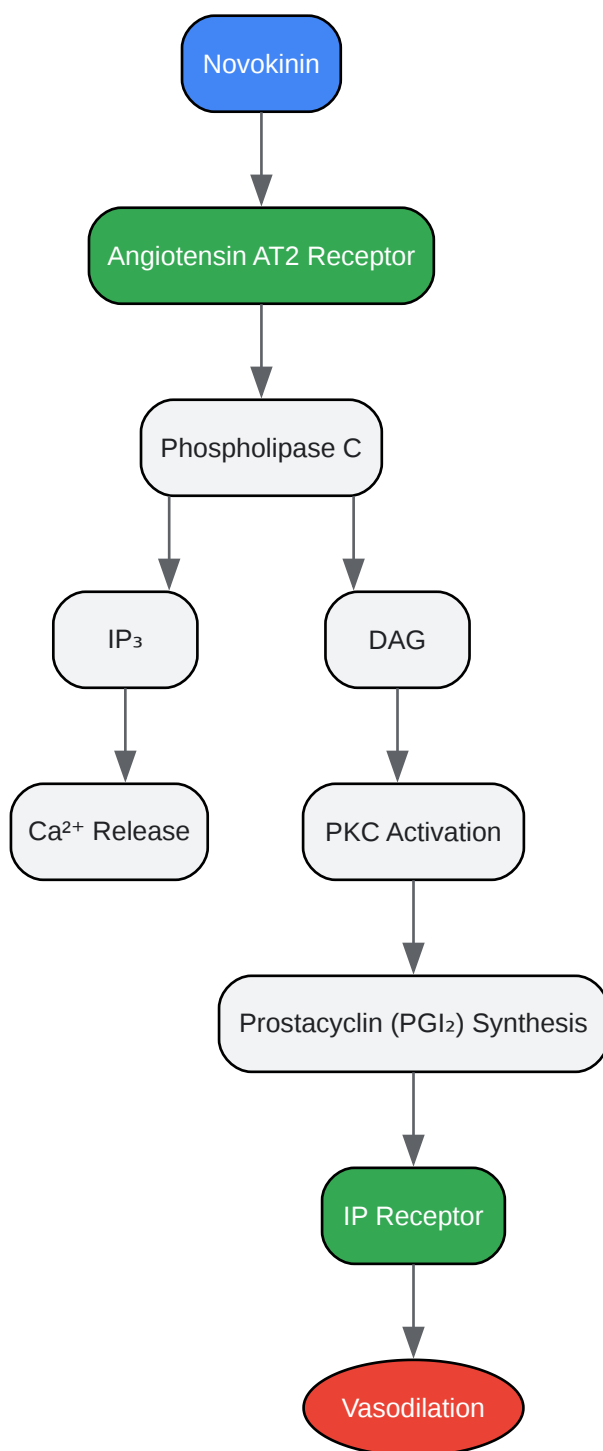 Novokinin
Angiotensin AT2 Receptor
Phospholipase C
IP₃
DAG
Ca²⁺ Release
PKC Activation
Prostacyclin (PGI₂) Synthesis
IP Receptor
Vasodilation